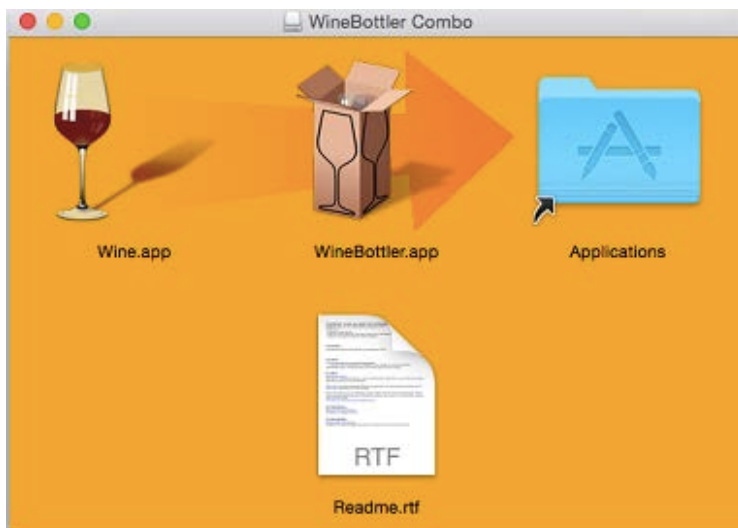 WineBottler Combo
Wine.app
WineBottler.app
Applications
RTF
Readme.rtf